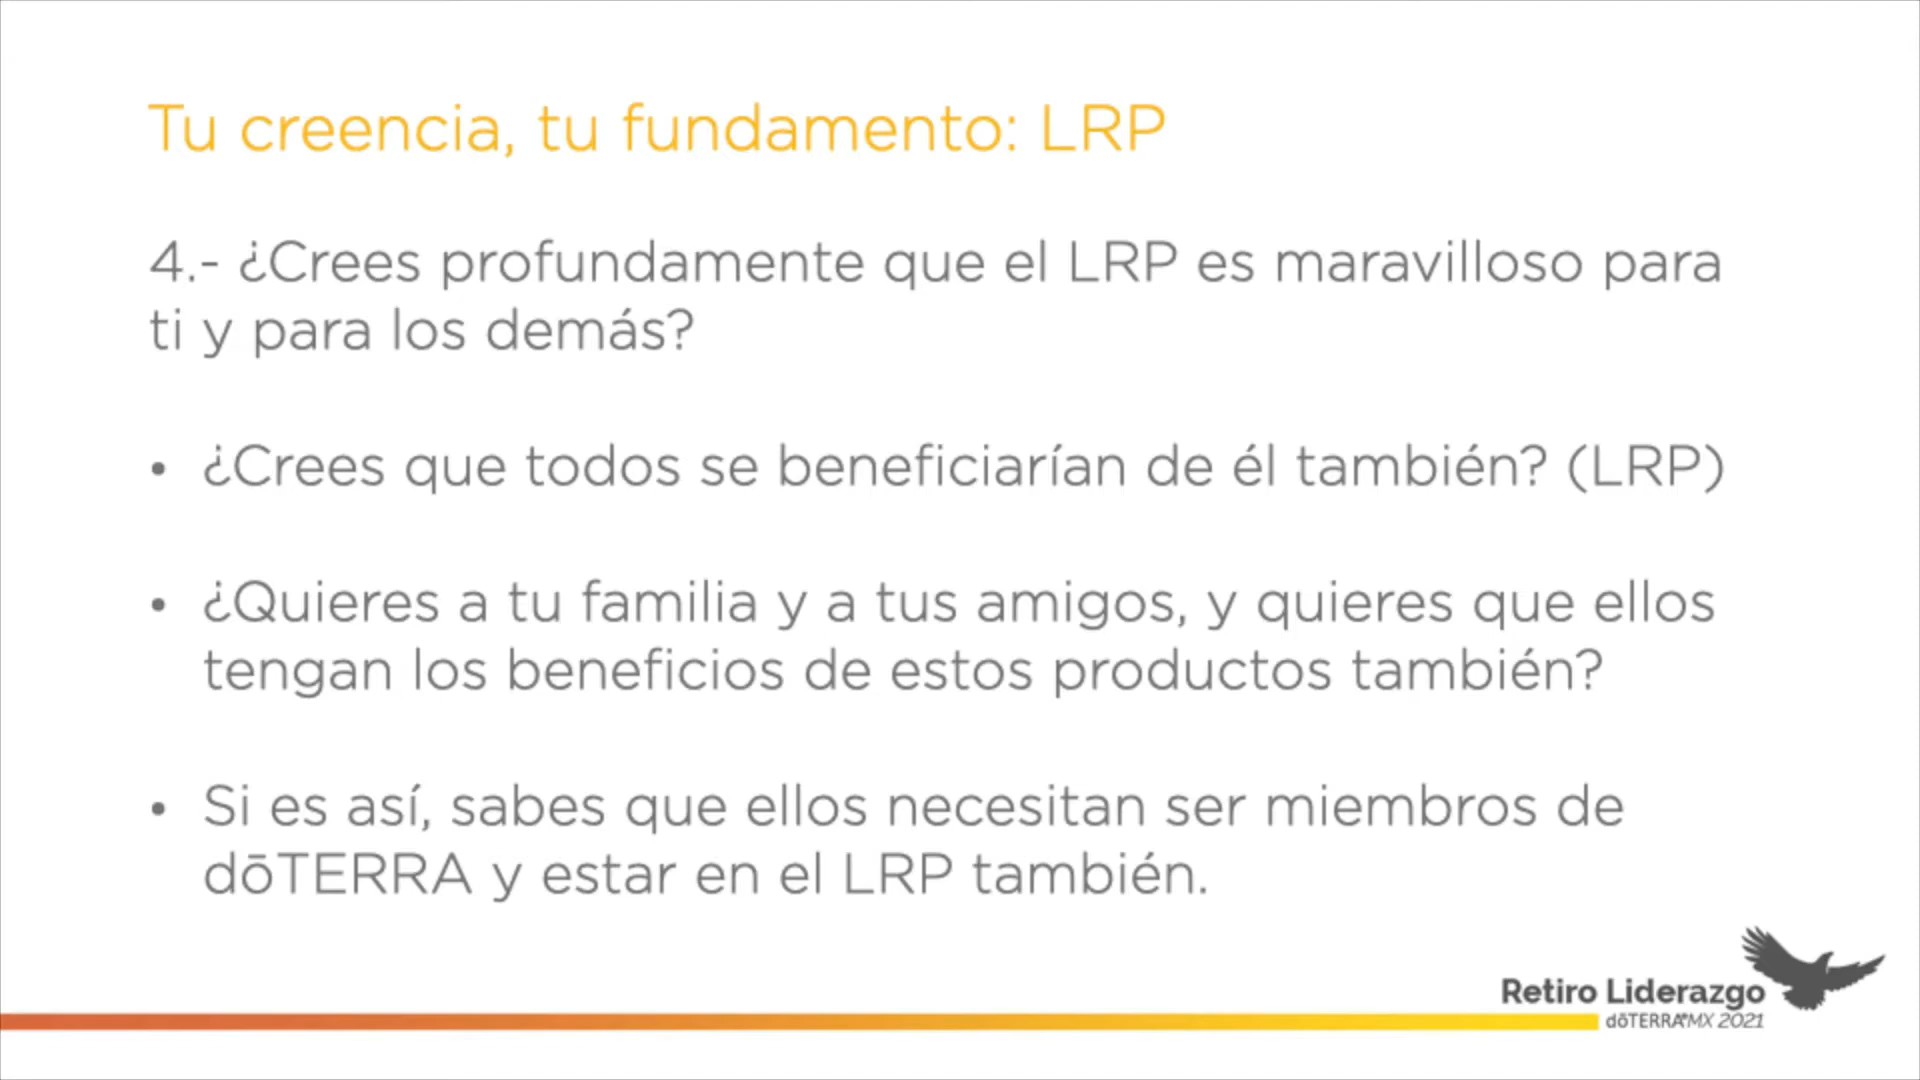 Tu creencia, tu fundamento: LRP
4.- ¿Crees profundamente que el LRP es maravilloso para
ti y para los demás?
• ¿Crees que todos se beneficiarían de él también? (LRP)
• ¿Quieres a tu familia y a tus amigos, y quieres que ellos
tengan los beneficios de estos productos también?
• Si es así, sabes que ellos necesitan ser miembros de
dōTERRA y estar en el LRP también.
Retiro Liderazgo
dōTERRA®MX 2021